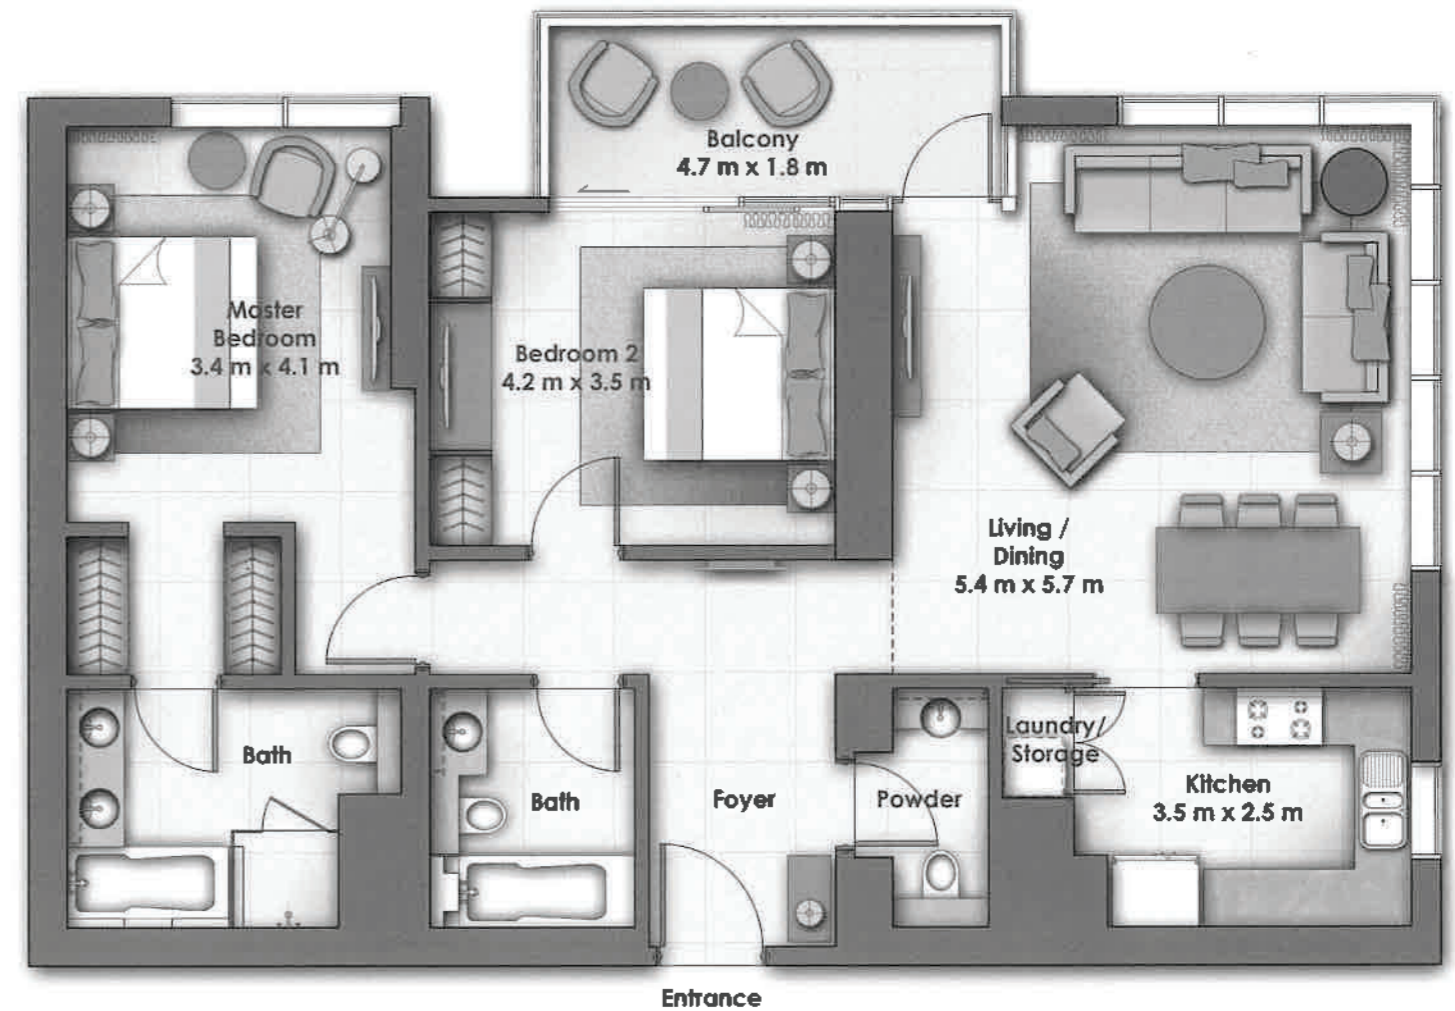 Balcony
4.7 m x 1.8 m
Master
Bedroom
3.4 m x 4.1 m
Bedroom 2
4.2 m x 3.5 m
Living /
Dining
5.4 m x 5.7 m
Laundry/
Storage
Kitchen
3.5 m x 2.5 m
Bath
Bath
Foyer
Powder
Entrance